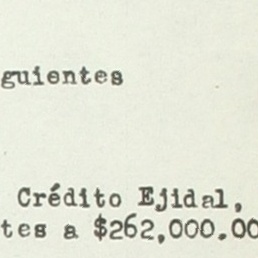 guientes
Crédito Ejidal,
tes a $262,000.00